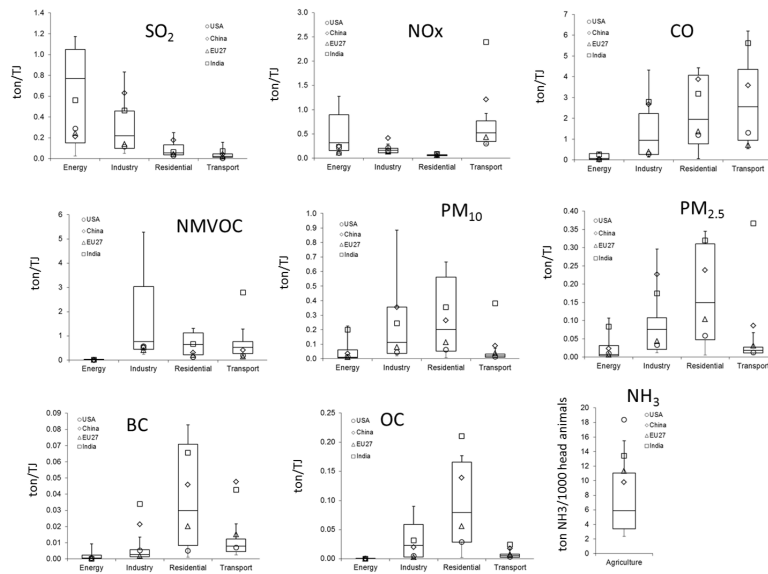 SO2
ton/TJ
USA
China
EU27
India
1.4
1.2
1.0
0.8
0.6
0.4
0.2
0.0
Energy Industry Residential Transport
NOx
ton/TJ
USA
China
EU27
India
3.0
2.5
2.0
1.5
1.0
0.5
0.0
Energy Industry Residential Transport
CO
ton/TJ
USA
China
EU27
India
7
6
5
4
3
2
1
0
Energy Industry Residential Transport
NMVOC
ton/TJ
USA
China
EU27
India
6
5
4
3
2
1
0
Energy Industry Residential Transport
PM10
ton/TJ
USA
China
EU27
India
1.0
0.9
0.8
0.7
0.6
0.5
0.4
0.3
0.2
0.1
0.0
Energy Industry Residential Transport
PM2.5
ton/TJ
USA
China
EU27
India
0.40
0.35
0.30
0.25
0.20
0.15
0.10
0.05
0.00
Energy Industry Residential Transport
BC
ton/TJ
USA
China
EU27
India
0.09
0.08
0.07
0.06
0.05
0.04
0.03
0.02
0.01
0.00
Energy Industry Residential Transport
OC
ton/TJ
USA
China
EU27
India
0.25
0.20
0.15
0.10
0.05
0.00
Energy Industry Residential Transport
NH3
ton NH3/1000 head animals
USA
China
EU27
India
20
18
16
14
12
10
8
6
4
2
0
Agriculture